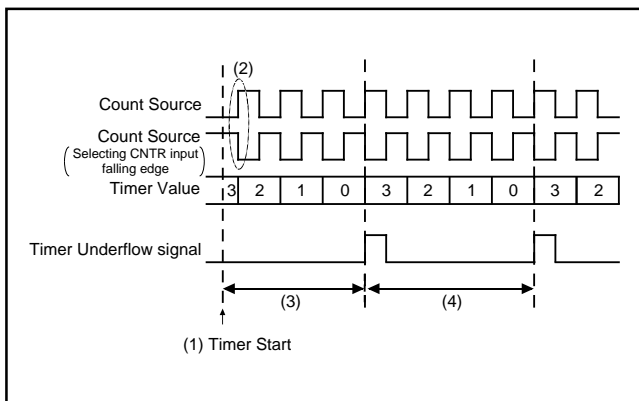 (2)
Count Source
Count Source
(Selecting CNTR input
falling edge)
Timer Value 3 2 1 0 3 2 1 0 3 2
Timer Underflow signal
(3) (4)
(1) Timer Start